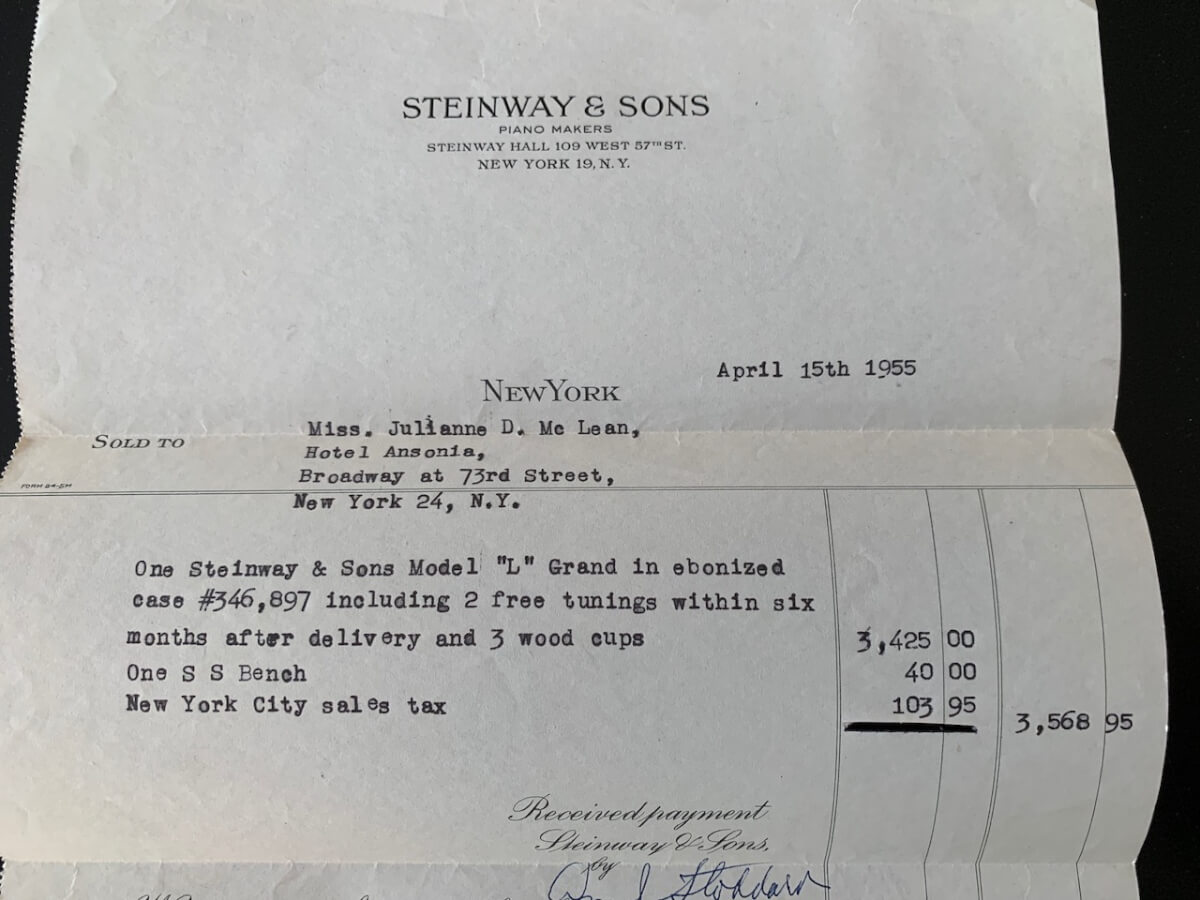 STEINWAY & SONS
PIANO MAKERS
STEINWAY HALL 109 WEST 57TH ST.
NEW YORK 19, N.Y.
April 15th 1955
NEW YORK
SOLD TO
Miss. Julianne D. Mc Lean,
Hotel Ansonia,
Broadway at 73rd Street,
New York 24, N.Y.
One Steinway & Sons Model "L" Grand in ebonized
case #346,897 including 2 free tunings within six
months after delivery and 3 wood cups 3,425 00
One S S Bench 40 00
New York City sales tax 103 95
3,568 95
Received payment
Steinway & Sons.
by
Stoddard